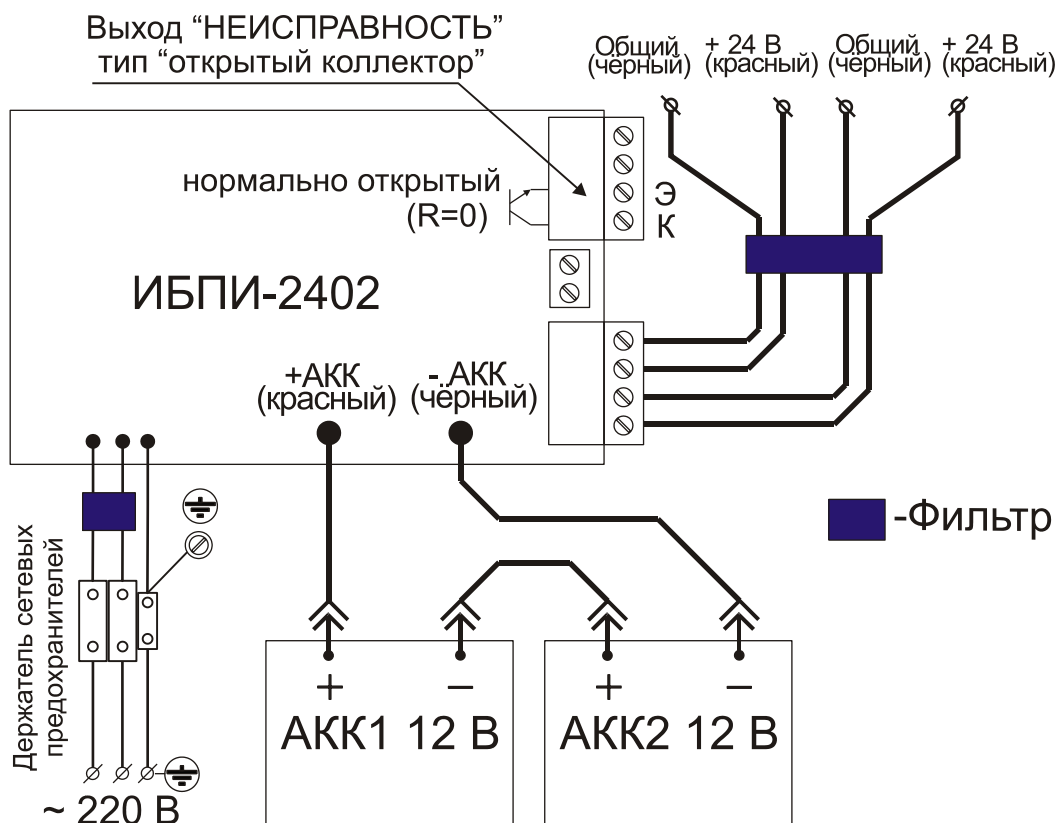 Выход “НЕИСПРАВНОСТЬ”
тип “открытый коллектор”
Общий
(чёрный)
+ 24 В
(красный)
Общий
(чёрный)
+ 24 В
(красный)
нормально открытый
(R=0)
Э
К
ИБПИ-2402
+АКК
(красный)
- АКК
(чёрный)
-Фильтр
Держатель сетевых
предохранителей
+
–
АКК1 12 В
+
–
АКК2 12 В
~ 220 В